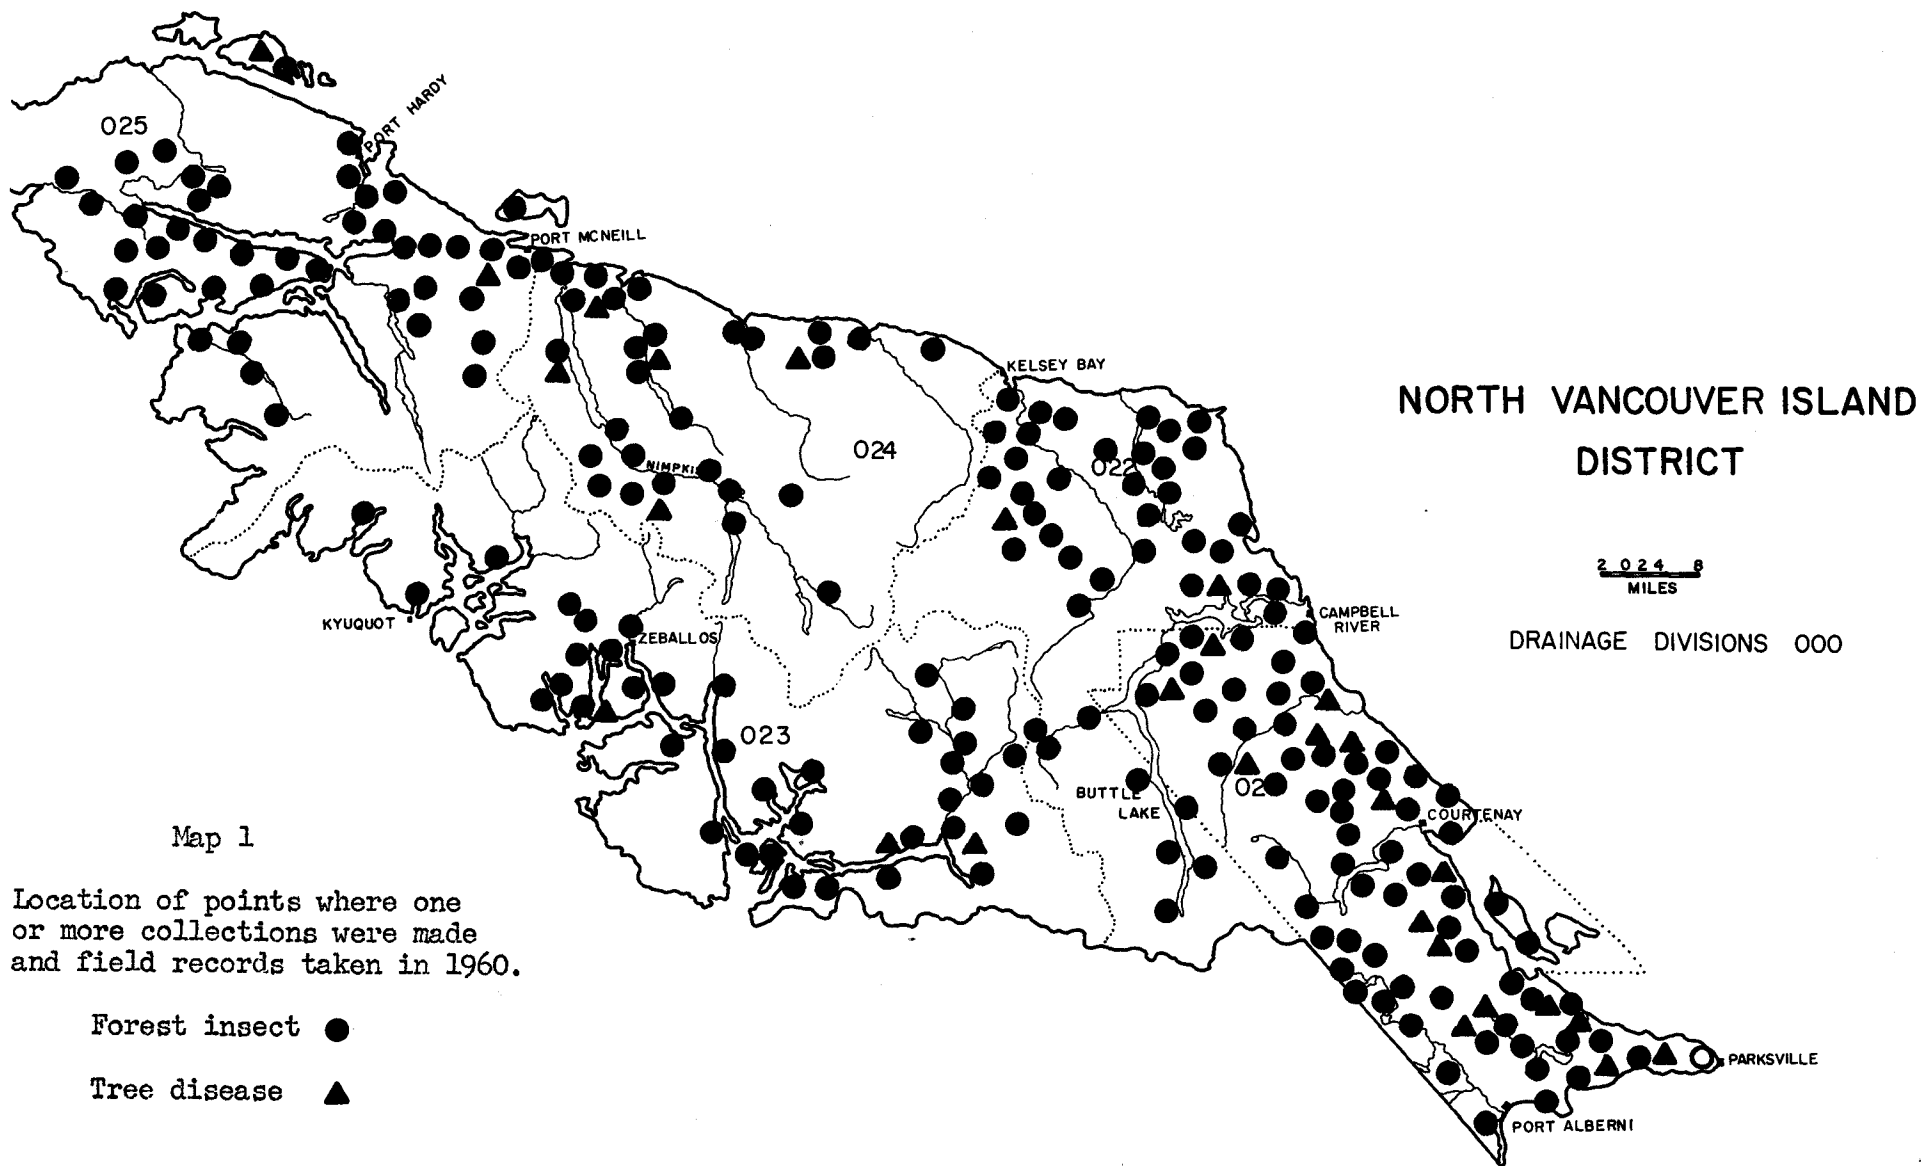 025
PORT HARDY
PORT MCNEILL
KELSEY BAY
NORTH VANCOUVER ISLAND
DISTRICT
024
022
2 0 2 4 8
MILES
CAMPBELL
RIVER
DRAINAGE DIVISIONS 000
KYUQUOT
ZEBALLOS
023
BUTTLE
LAKE
COURTENAY
Map 1
Location of points where one
or more collections were made
and field records taken in 1960.
Forest insect
Tree disease
PARKSVILLE
PORT ALBERNI